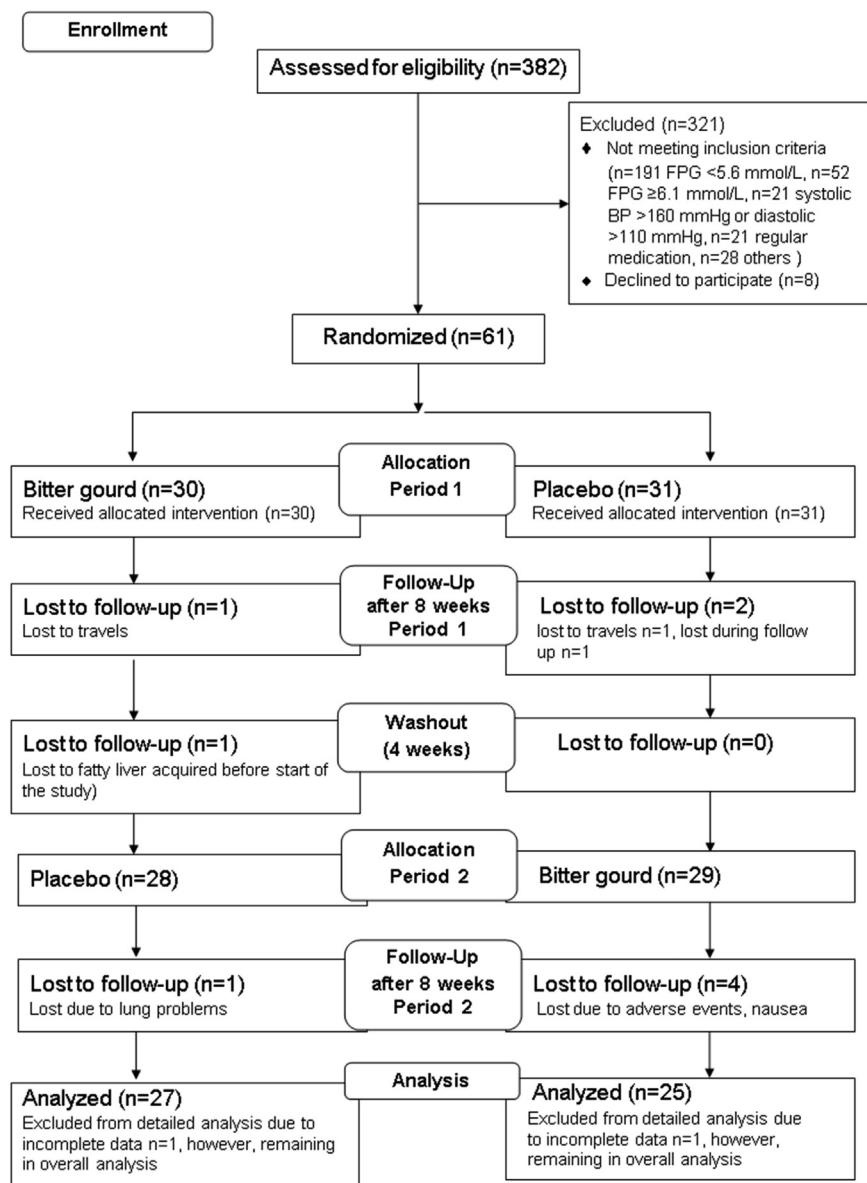 Enrollment
Assessed for eligibility (n=382)
Excluded (n=321)
♦ Not meeting inclusion criteria
(n=191 FPG <5.6 mmol/L, n=52
FPG ≥6.1 mmol/L, n=21 systolic
BP >160 mmHg or diastolic
>110 mmHg, n=21 regular
medication, n=28 others )
♦ Declined to participate (n=8)
Randomized (n=61)
Allocation
Period 1
Bitter gourd (n=30)
Received allocated intervention (n=30)
Placebo (n=31)
Received allocated intervention (n=31)
Follow-Up
after 8 weeks
Period 1
Lost to follow-up (n=1)
Lost to travels
Lost to follow-up (n=2)
lost to travels n=1, lost during follow
up n=1
Washout
(4 weeks)
Lost to follow-up (n=1)
Lost to fatty liver acquired before start of
the study)
Lost to follow-up (n=0)
Allocation
Period 2
Placebo (n=28)
Bitter gourd (n=29)
Follow-Up
after 8 weeks
Period 2
Lost to follow-up (n=1)
Lost due to lung problems
Lost to follow-up (n=4)
Lost due to adverse events, nausea
Analysis
Analyzed (n=27)
Excluded from detailed analysis due to
incomplete data n=1, however, remaining
in overall analysis
Analyzed (n=25)
Excluded from detailed analysis due
to incomplete data n=1, however,
remaining in overall analysis